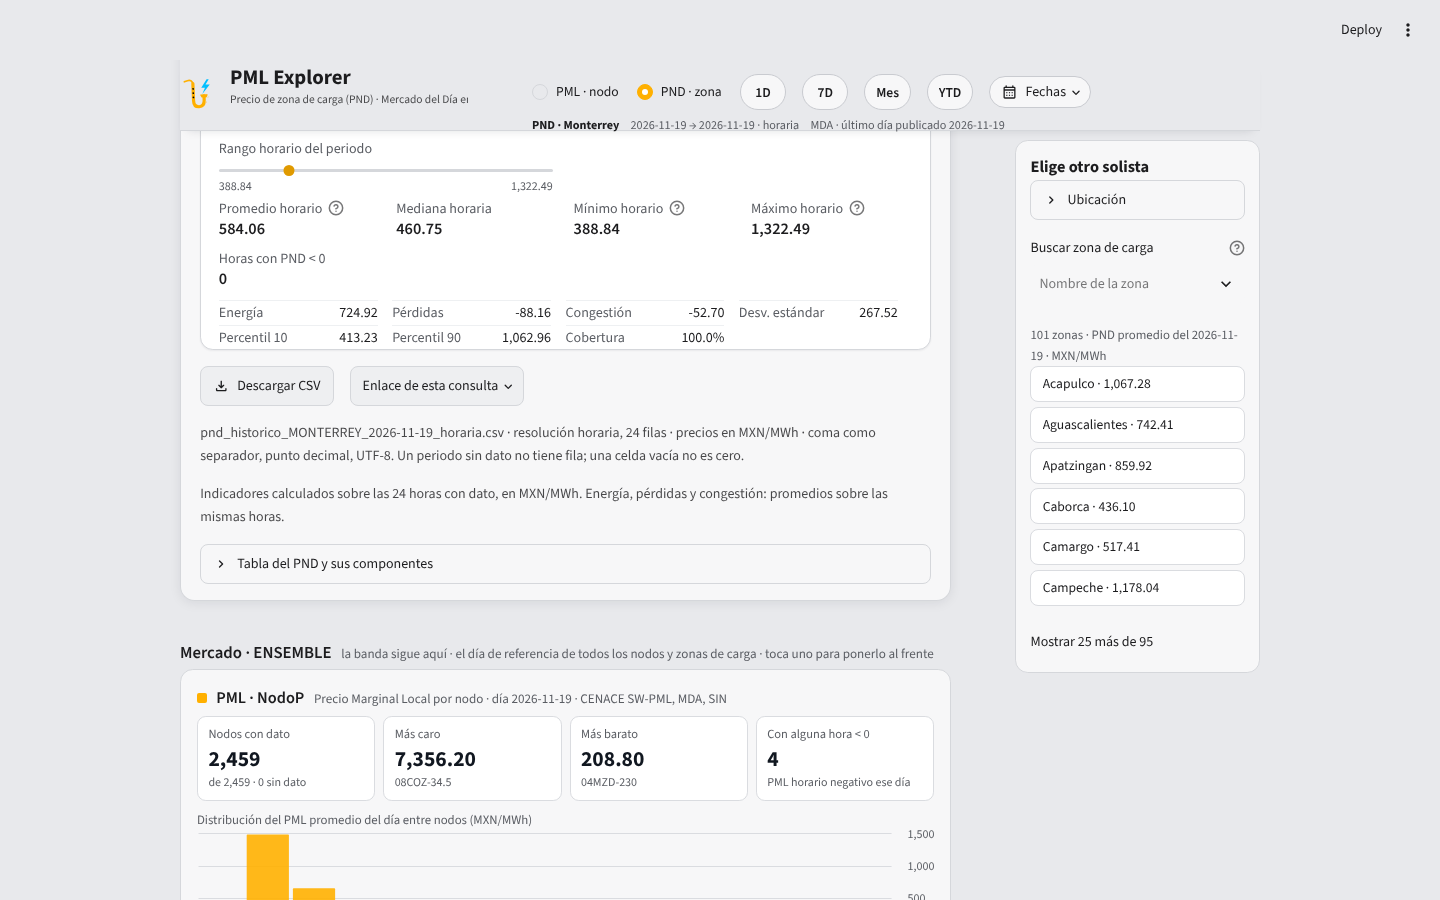 Deploy
PML Explorer
Precio de zona de carga (PND) · Mercado del Día
PML · nodo
PND · zona
1D
7D
Mes
YTD
Fechas
PND · Monterrey 2026-11-19 → 2026-11-19 · horaria MDA · último día publicado 2026-11-19
Rango horario del periodo
388.84 1,322.49
Promedio horario
584.06
Mediana horaria
460.75
Mínimo horario
388.84
Máximo horario
1,322.49
Horas con PND < 0
0
Energía 724.92 Pérdidas -88.16 Congestión -52.70 Desv. estándar 267.52
Percentil 10 413.23 Percentil 90 1,062.96 Cobertura 100.0%
Descargar CSV
Enlace de esta consulta
pnd_historico_MONTERREY_2026-11-19_horaria.csv · resolución horaria, 24 filas · precios en MXN/MWh · coma como
separador, punto decimal, UTF-8. Un periodo sin dato no tiene fila; una celda vacía no es cero.
Indicadores calculados sobre las 24 horas con dato, en MXN/MWh. Energía, pérdidas y congestión: promedios sobre las
mismas horas.
Tabla del PND y sus componentes
Elige otro solista
Ubicación
Buscar zona de carga
Nombre de la zona
101 zonas · PND promedio del 2026-11-
19 · MXN/MWh
Acapulco · 1,067.28
Aguascalientes · 742.41
Apatzingan · 859.92
Caborca · 436.10
Camargo · 517.41
Campeche · 1,178.04
Mostrar 25 más de 95
Mercado · ENSEMBLE la banda sigue aquí · el día de referencia de todos los nodos y zonas de carga · toca uno para ponerlo al frente
PML · NodoP Precio Marginal Local por nodo · día 2026-11-19 · CENACE SW-PML, MDA, SIN
Nodos con dato
2,459
de 2,459 · 0 sin dato
Más caro
7,356.20
08COZ-34.5
Más barato
208.80
04MZD-230
Con alguna hora < 0
4
PML horario negativo ese día
Distribución del PML promedio del día entre nodos (MXN/MWh)
1,500
1,000
500